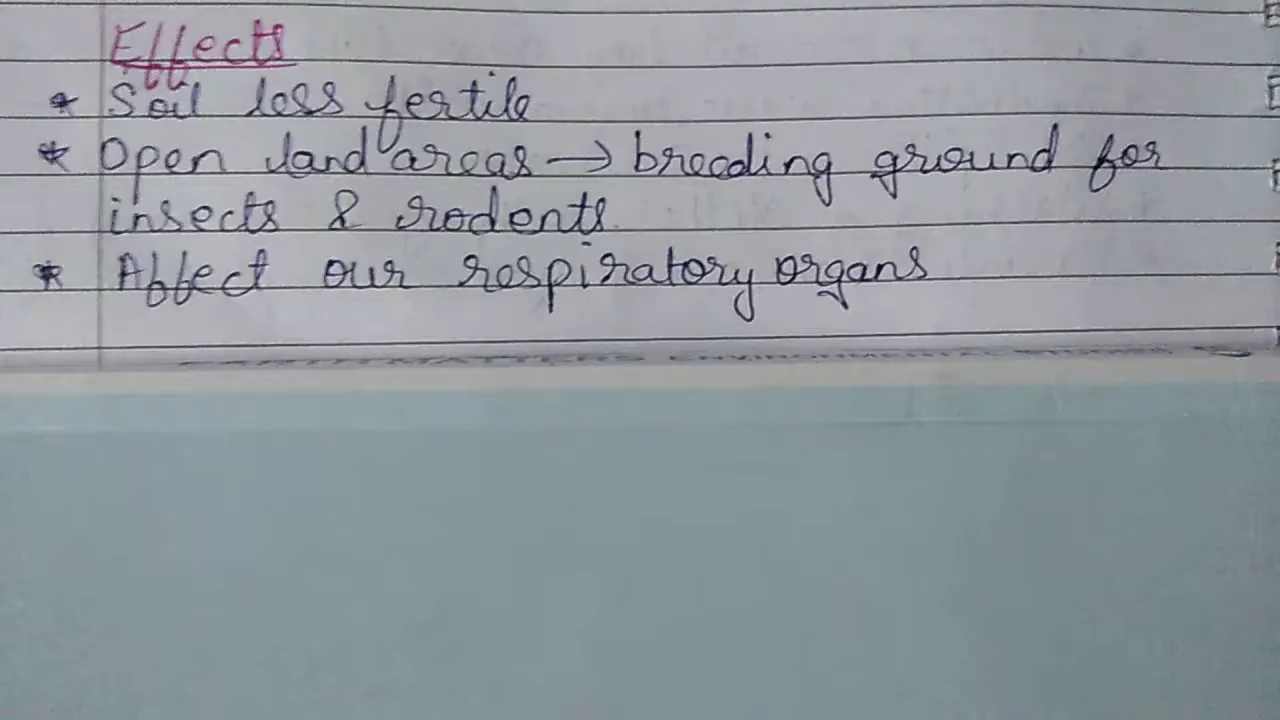 Effects
* Soil less fertile
* Open land areas → breeding ground for
insects & rodents.
* Affect our respiratory organs